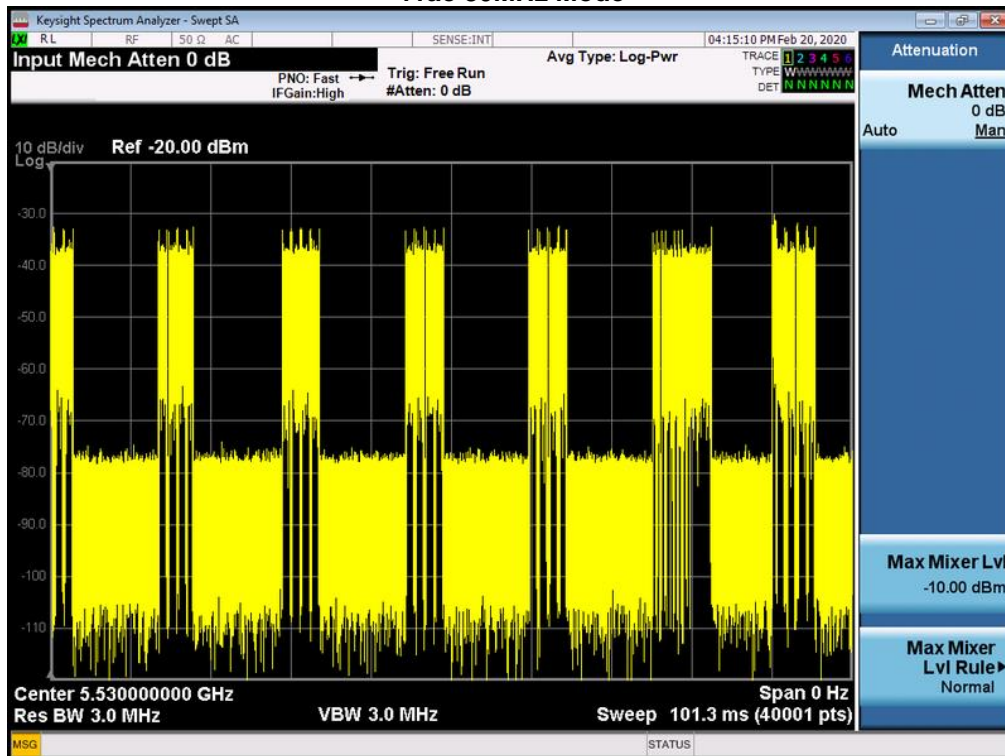 Keysight Spectrum Analyzer - Swept SA
LXI RL RF 50 Ω AC SENSE:INT 04:15:10 PM Feb 20, 2020
Input Mech Atten 0 dB
PNO: Fast Trig: Free Run Avg Type: Log-Pwr TRACE 1 2 3 4 5 6
IFGain:High #Atten: 0 dB TYPE WWWWWW
DET N N N N N N
Attenuation
Mech Atten
0 dB
Auto Man
10 dB/div Ref -20.00 dBm
Log
-30.0
-40.0
-50.0
-60.0
-70.0
-80.0
-90.0
-100
-110
Max Mixer Lvl
-10.00 dBm
Max Mixer
Lvl Rule
Normal
Center 5.530000000 GHz Span 0 Hz
Res BW 3.0 MHz VBW 3.0 MHz Sweep 101.3 ms (40001 pts)
MSG STATUS